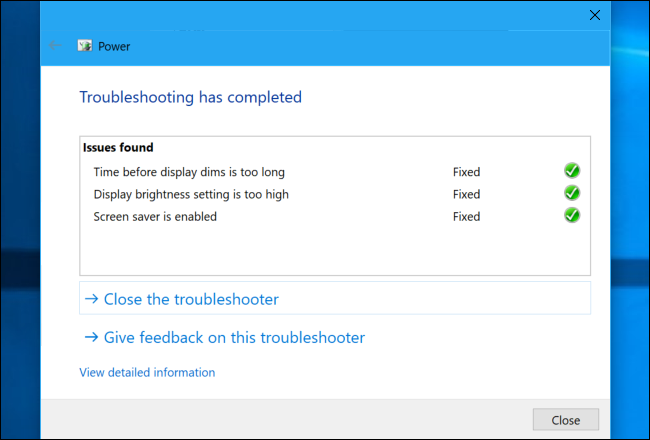 Power
Troubleshooting has completed
Issues found
Time before display dims is too long Fixed
Display brightness setting is too high Fixed
Screen saver is enabled Fixed
→ Close the troubleshooter
→ Give feedback on this troubleshooter
View detailed information
Close